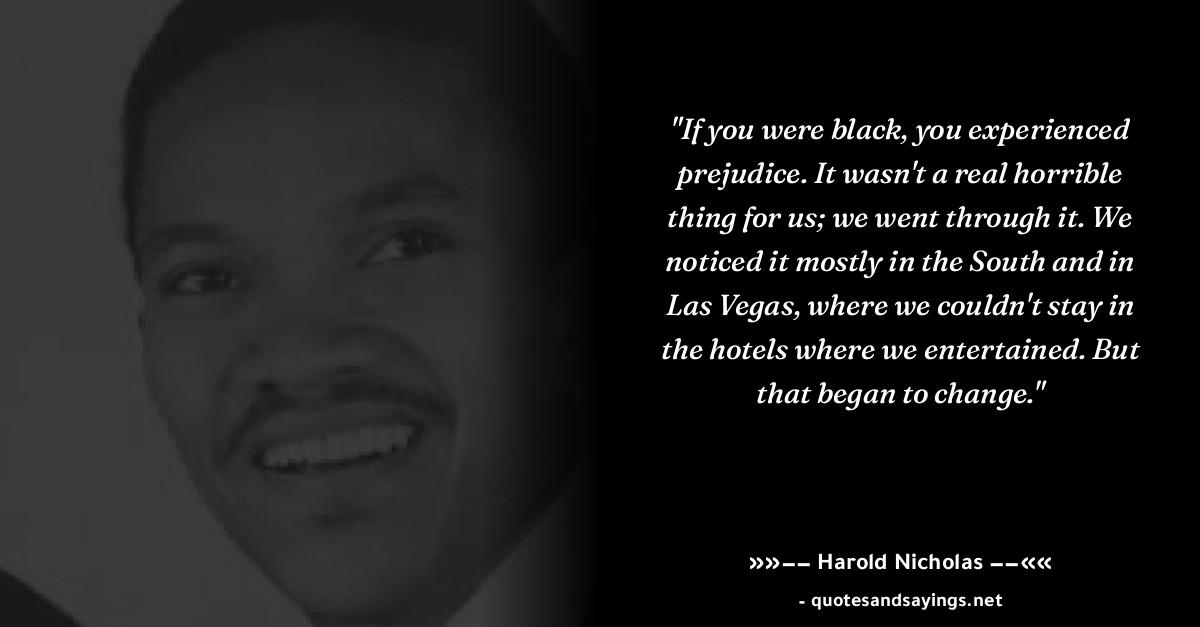 "If you were black, you experienced
prejudice. It wasn't a real horrible
thing for us; we went through it. We
noticed it mostly in the South and in
Las Vegas, where we couldn't stay in
the hotels where we entertained. But
that began to change."
»»−− Harold Nicholas −−««
- quotesandsayings.net